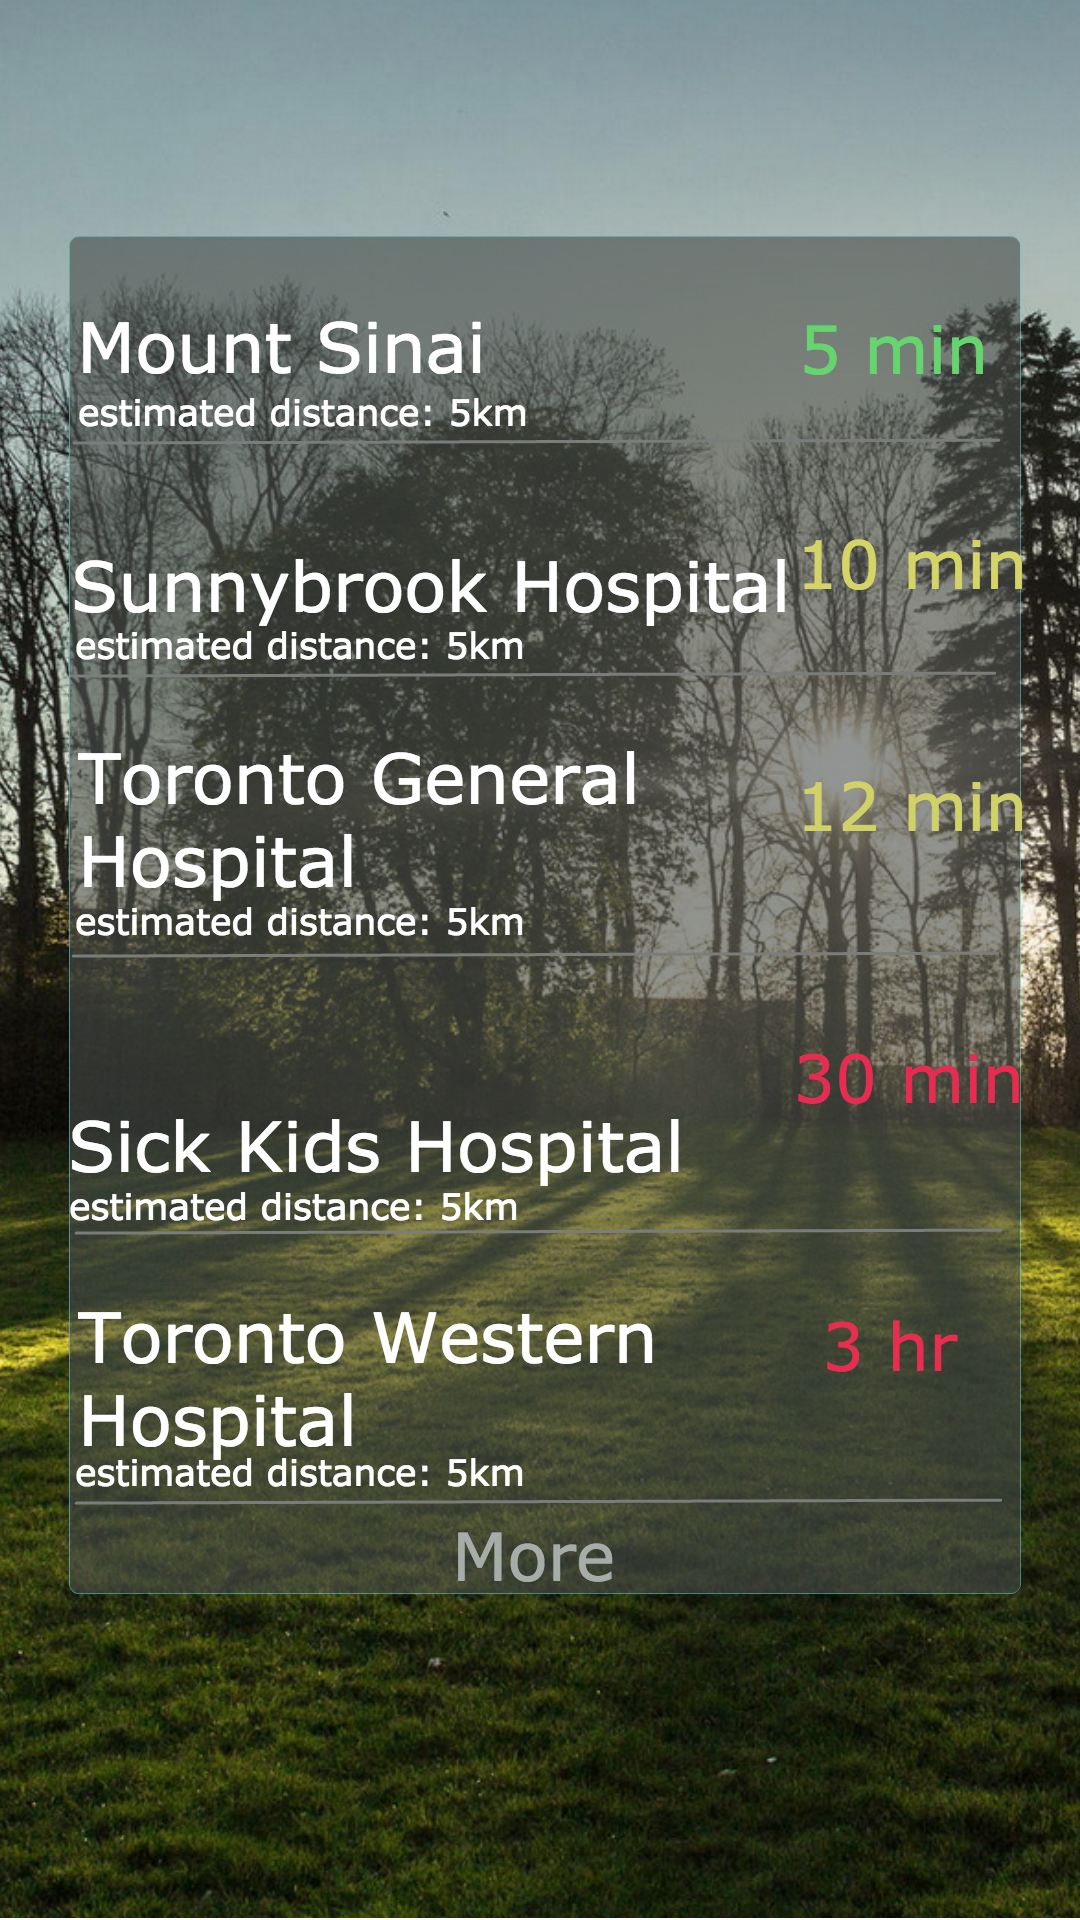 Mount Sinai
5 min
estimated distance: 5km
Sunnybrook Hospital
10 min
estimated distance: 5km
Toronto General
Hospital
12 min
estimated distance: 5km
30 min
Sick Kids Hospital
estimated distance: 5km
Toronto Western
Hospital
3 hr
estimated distance: 5km
More